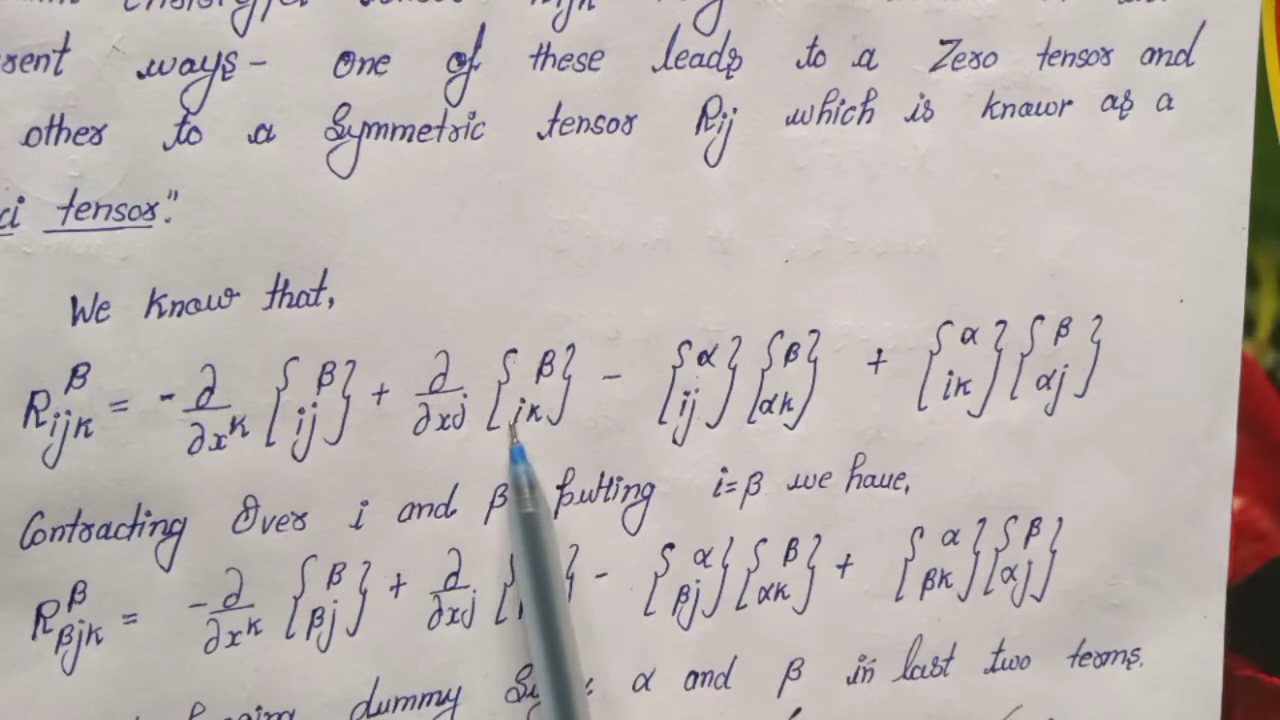 ways - One of these leads to a Zero tensor and
other to a Symmetric tensor Rij which is known as a
tensor."
We know that,
R^β_ijk = - ∂/∂x^k {β ij} + ∂/∂xj {β ik} - {α ij} {β αk} + {α ik} {β αj}
Contracting Over i and β putting i=β we have,
R^β_βjk = - ∂/∂x^k {β βj} + ∂/∂xj { } - {α βj} {β αk} + {α βk} {β αj}
dummy α and β in last two terms.